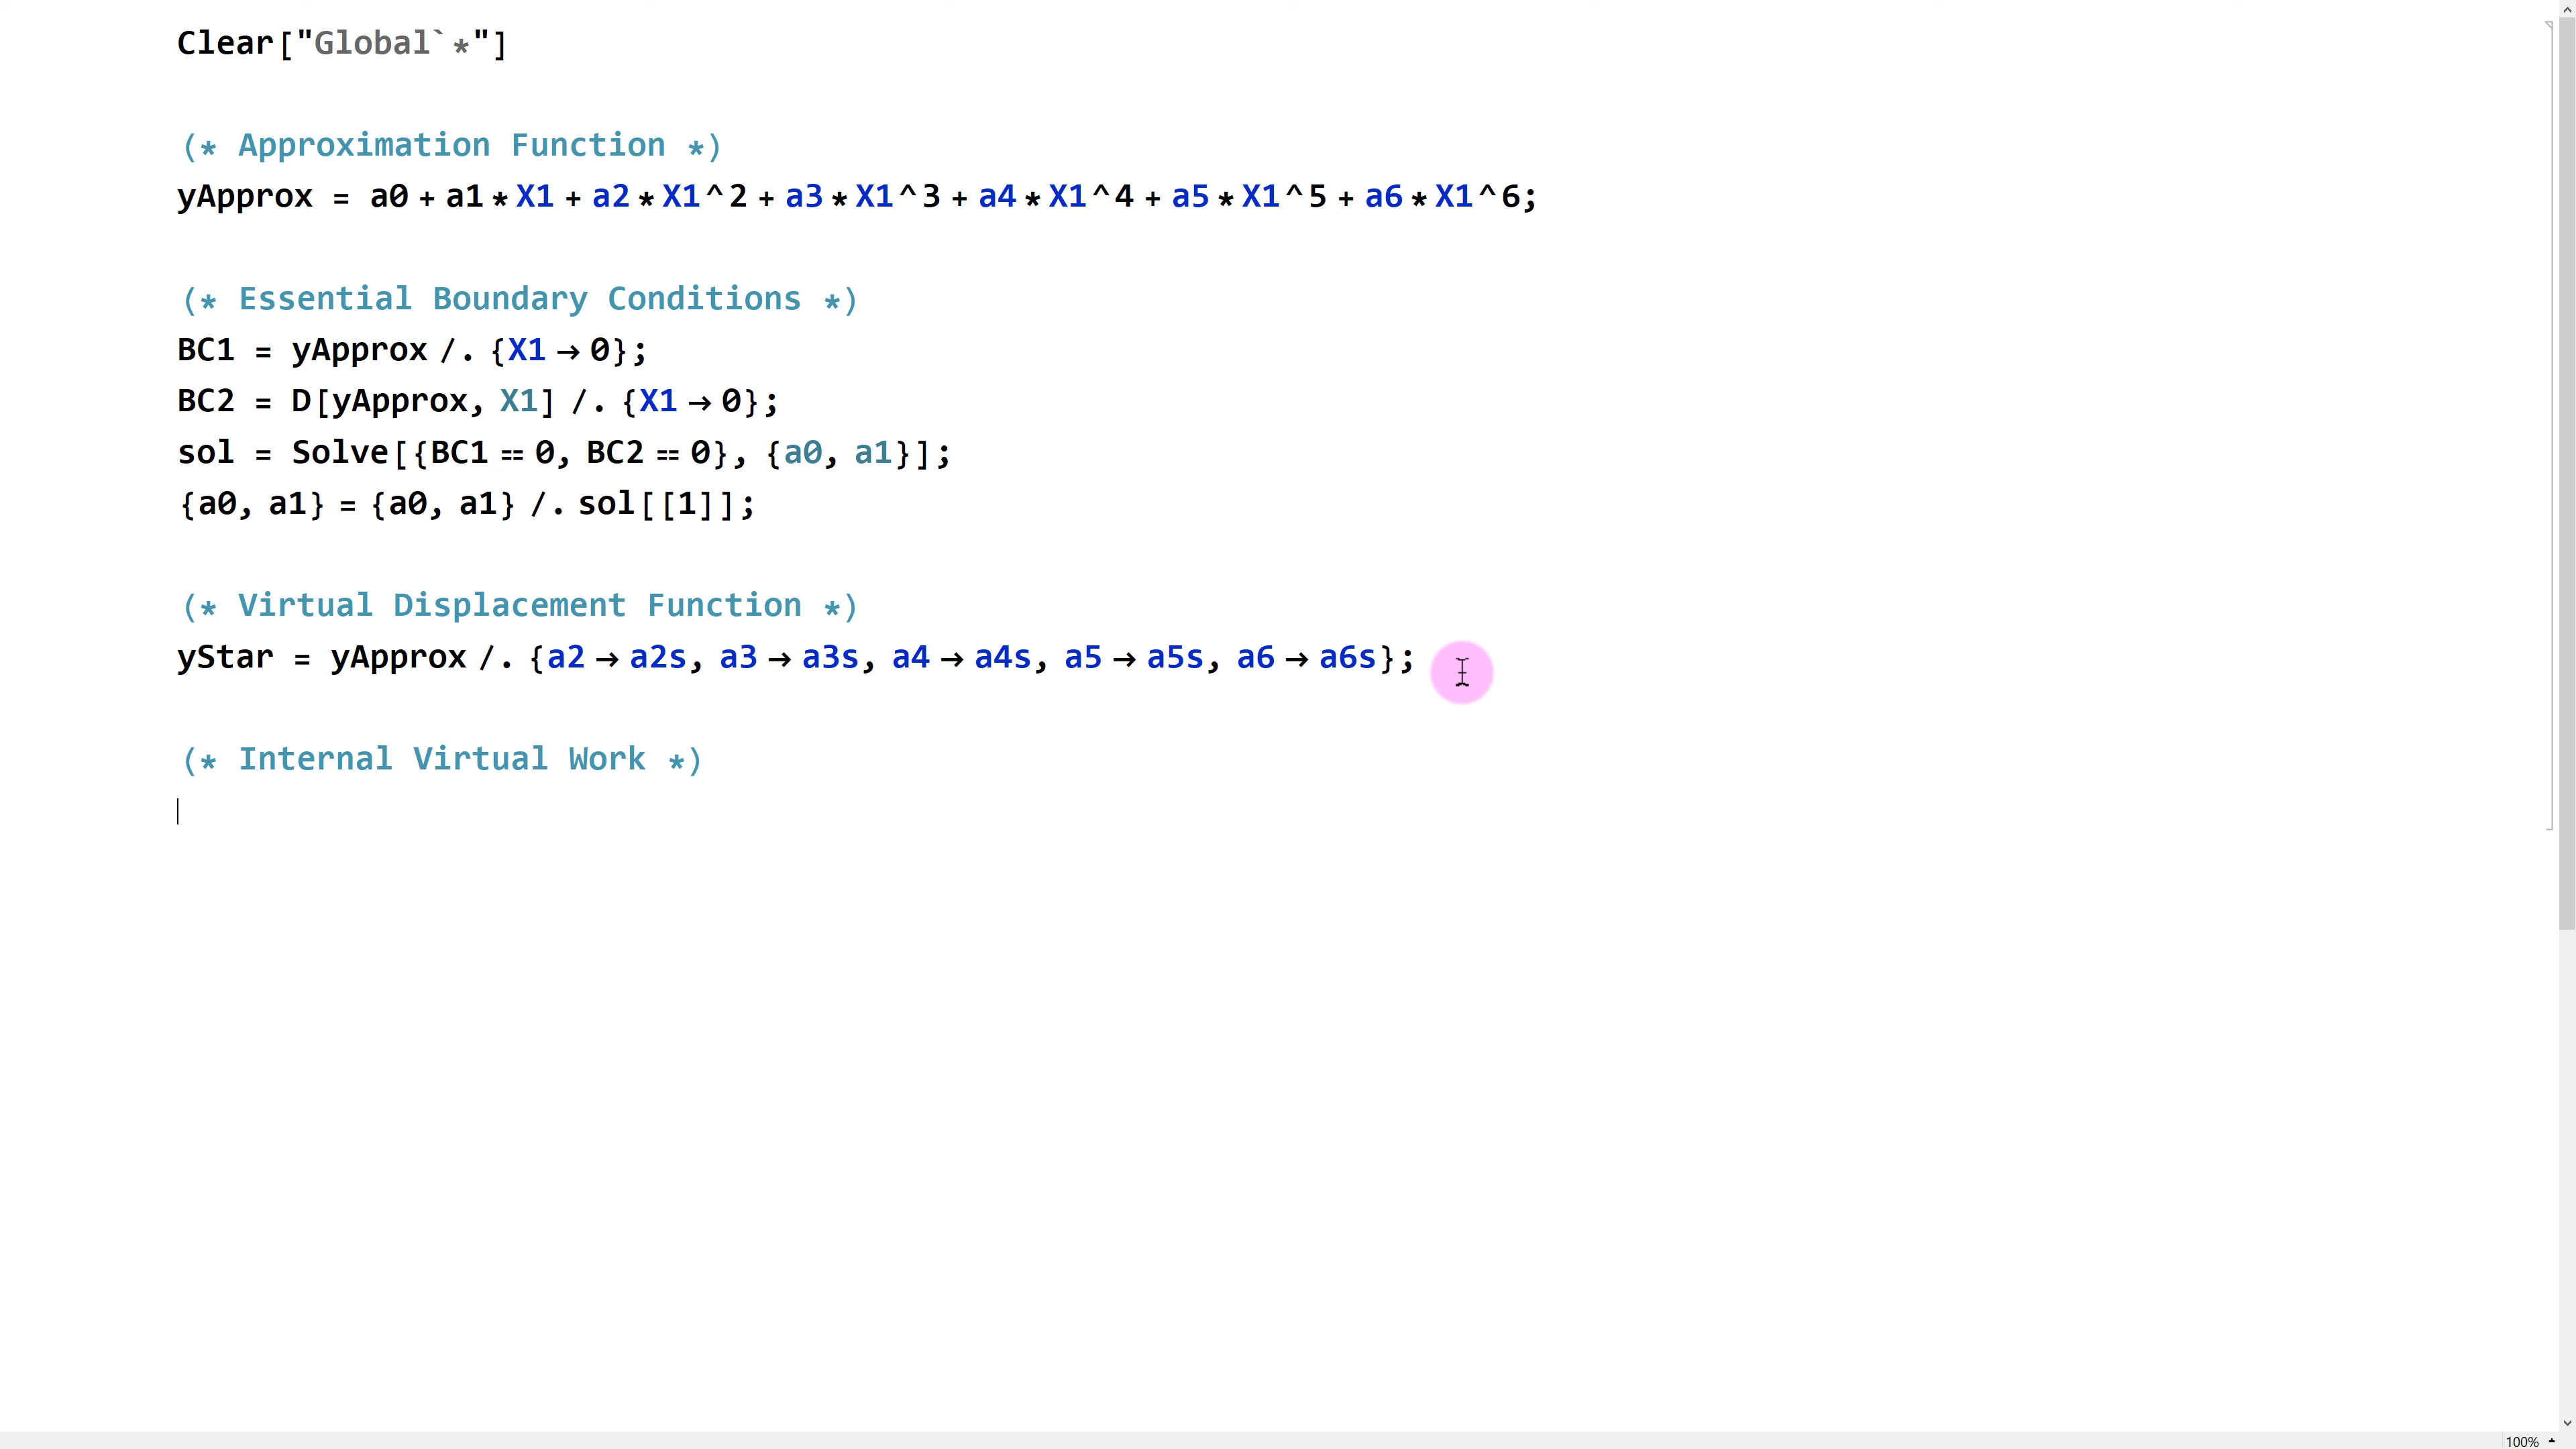 Clear["Global`*"]
(* Approximation Function *)
yApprox = a0 + a1 * X1 + a2 * X1^2 + a3 * X1^3 + a4 * X1^4 + a5 * X1^5 + a6 * X1^6;
(* Essential Boundary Conditions *)
BC1 = yApprox /. {X1 → 0};
BC2 = D[yApprox, X1] /. {X1 → 0};
sol = Solve[{BC1 == 0, BC2 == 0}, {a0, a1}];
{a0, a1} = {a0, a1} /. sol[[1]];
(* Virtual Displacement Function *)
yStar = yApprox /. {a2 → a2s, a3 → a3s, a4 → a4s, a5 → a5s, a6 → a6s};
(* Internal Virtual Work *)
100%